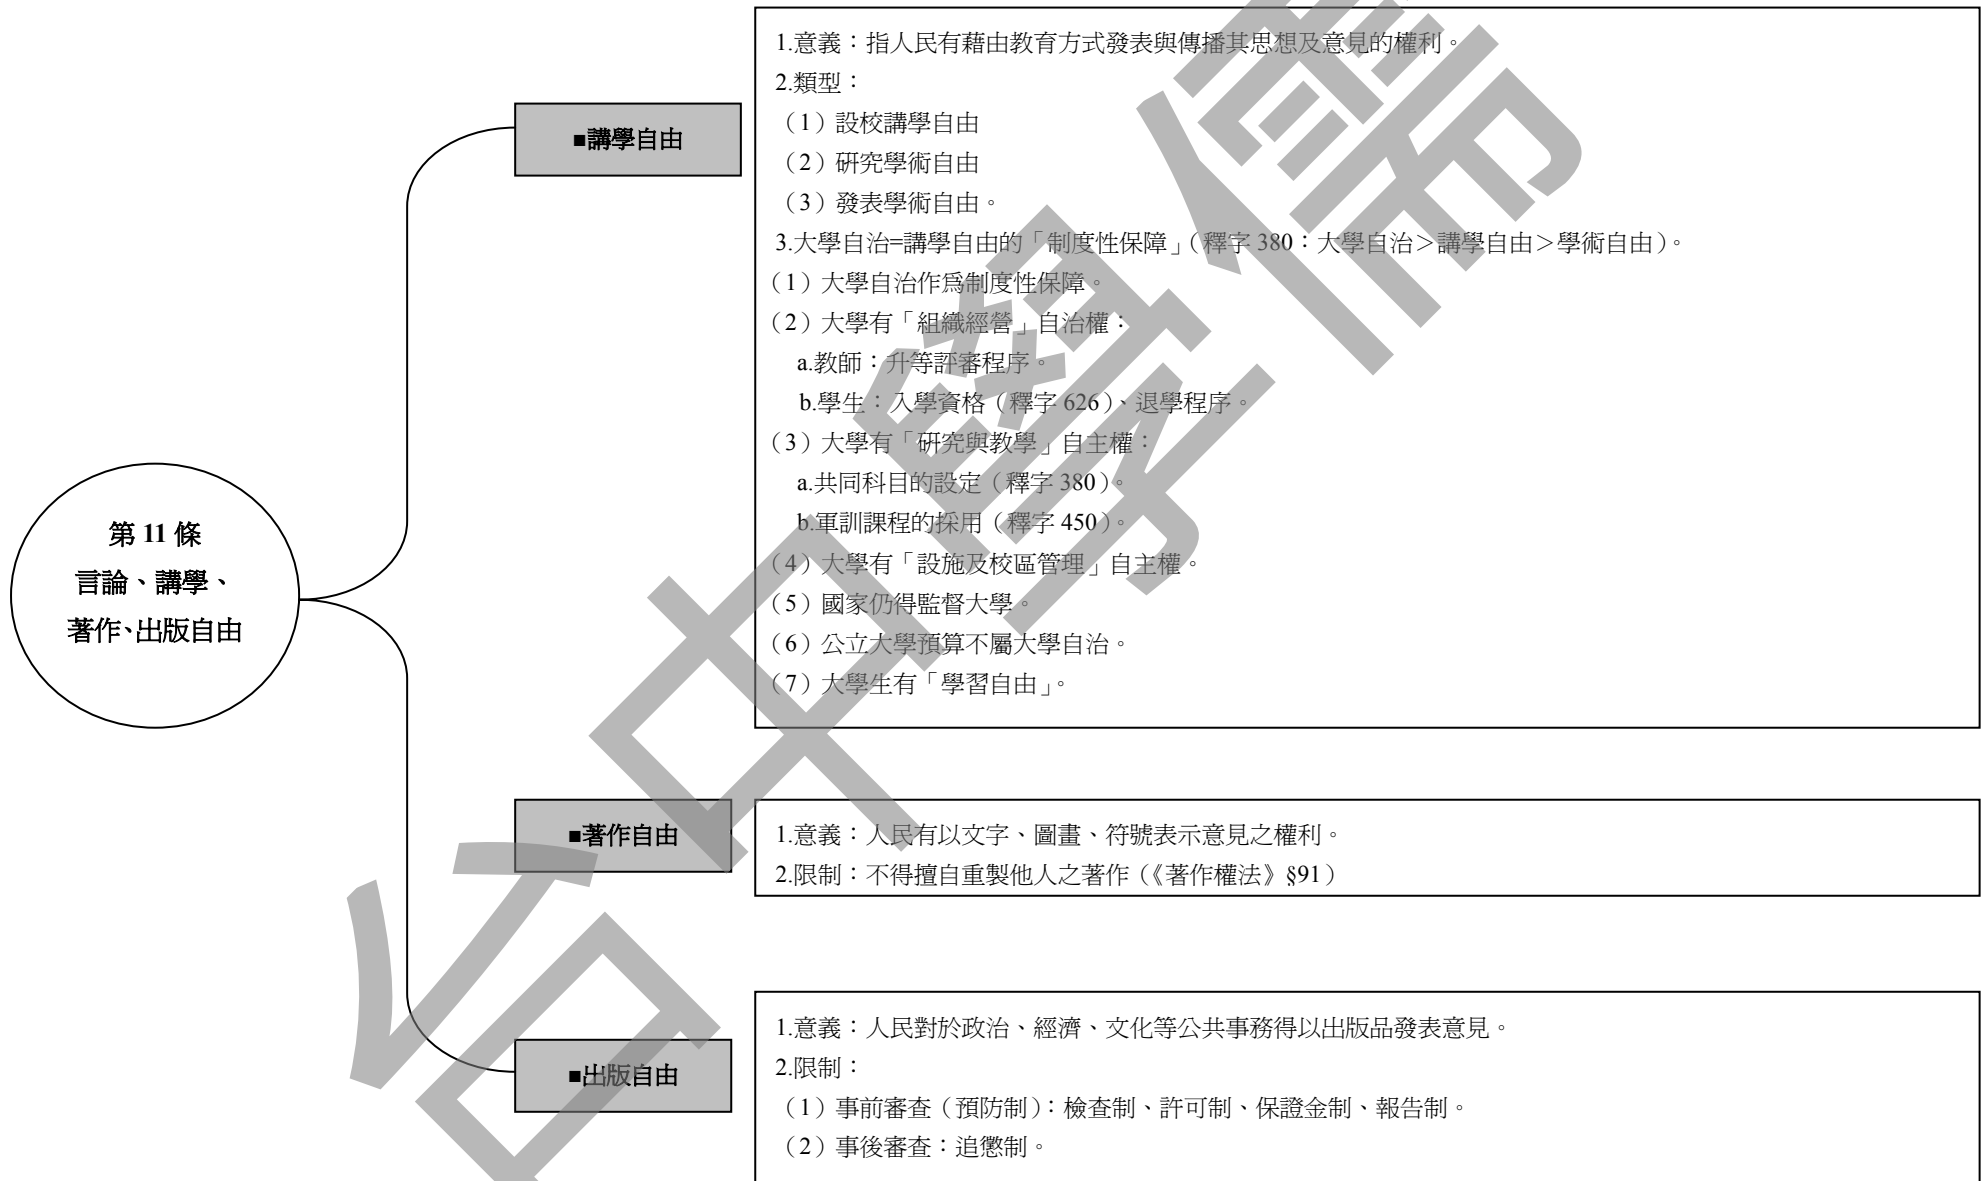 第 11 條
言論、講學、
著作、出版自由
■講學自由
1.意義：指人民有藉由教育方式發表與傳播其思想及意見的權利。
2.類型：
（1）設校講學自由
（2）研究學術自由
（3）發表學術自由。
3.大學自治=講學自由的「制度性保障」（釋字 380：大學自治＞講學自由＞學術自由）。
（1）大學自治作為制度性保障。
（2）大學有「組織經營」自治權：
a.教師：升等評審程序。
b.學生：入學資格（釋字 626）、退學程序。
（3）大學有「研究與教學」自主權：
a.共同科目的設定（釋字 380）。
b.軍訓課程的採用（釋字 450）。
（4）大學有「設施及校區管理」自主權。
（5）國家仍得監督大學。
（6）公立大學預算不屬大學自治。
（7）大學生有「學習自由」。
■著作自由
1.意義：人民有以文字、圖畫、符號表示意見之權利。
2.限制：不得擅自重製他人之著作（《著作權法》§91）
■出版自由
1.意義：人民對於政治、經濟、文化等公共事務得以出版品發表意見。
2.限制：
（1）事前審查（預防制）：檢查制、許可制、保證金制、報告制。
（2）事後審查：追懲制。
台中學儒